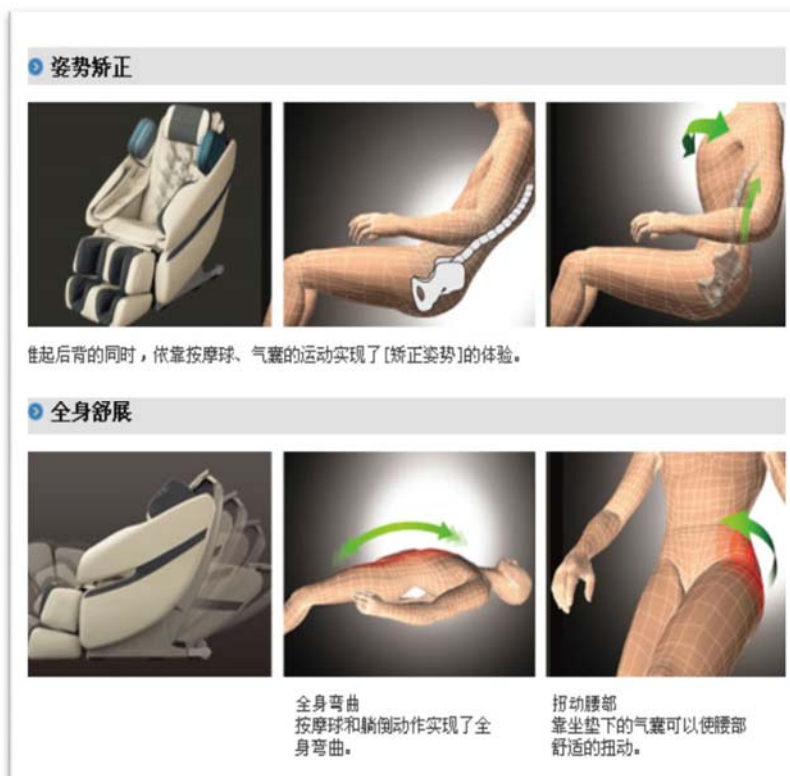 姿势矫正
推起后背的同时，依靠按摩球、气囊的运动实现了[矫正姿势]的体验。
全身舒展
全身弯曲
按摩球和躺倒动作实现了全
身弯曲。
扭动腰部
靠坐垫下的气囊可以使腰部
舒适的扭动。